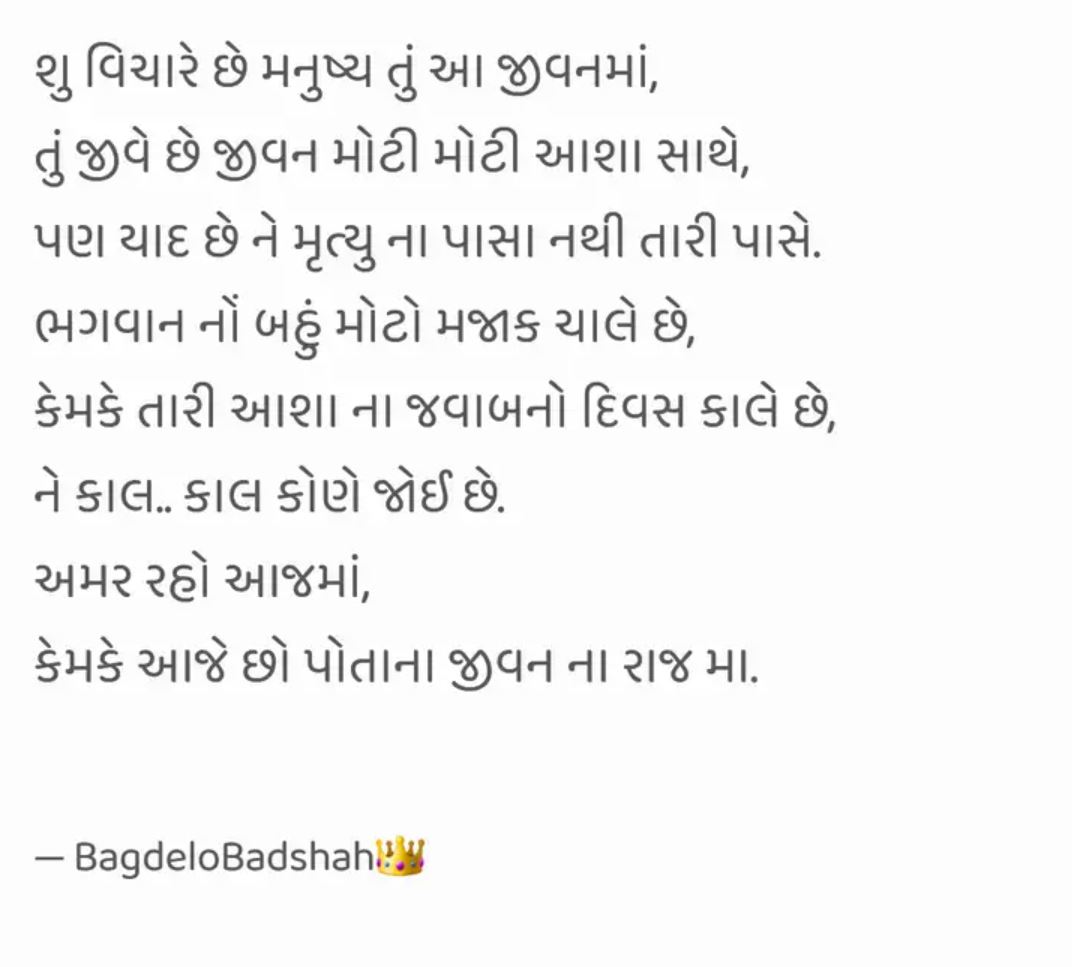 શુ વિચારે છે મનુષ્ય તું આ જીવનમાં,
તું જીવે છે જીવન મોટી મોટી આશા સાથે,
પણ યાદ છે ને મૃત્યુ ના પાસા નથી તારી પાસે.
ભગવાન નોં બહું મોટો મજાક ચાલે છે,
કેમકે તારી આશા ના જવાબનો દિવસ કાલે છે,
ને કાલ.. કાલ કોણે જોઈ છે.
અમર રહો આજમાં,
કેમકે આજે છો પોતાના જીવન ના રાજ મા.
— BagdeloBadshah👑